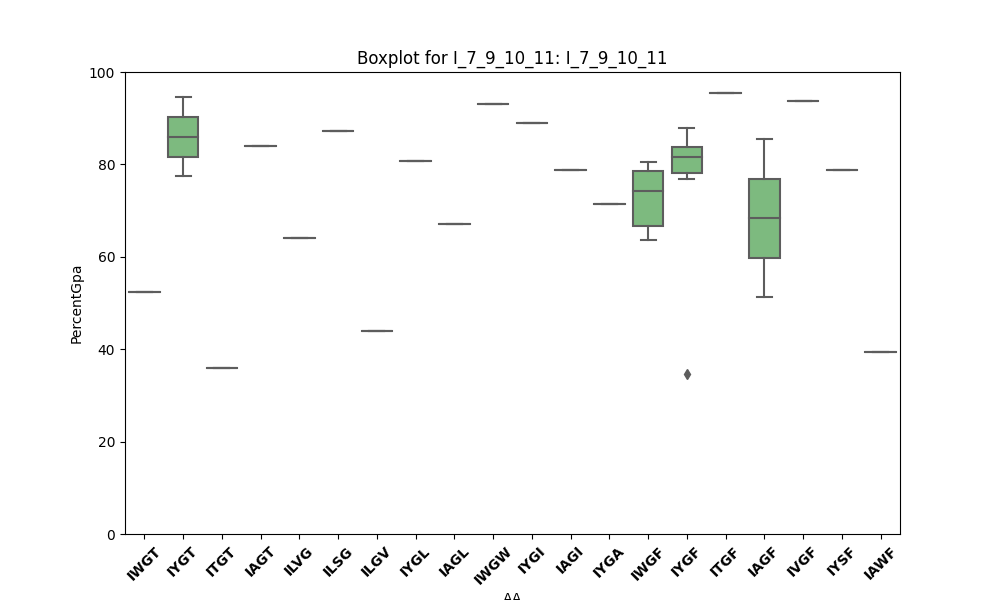 Boxplot for I_7_9_10_11: I_7_9_10_11
100
80
60
40
20
0
PercentGpa
IWGT
IYGT
ITGT
IAGT
ILVG
ILSG
ILGV
IYGL
IAGL
IWGW
IYGI
IAGI
IYGA
IWGF
IYGF
ITGF
IAGF
IVGF
IYSF
IAWF
AA